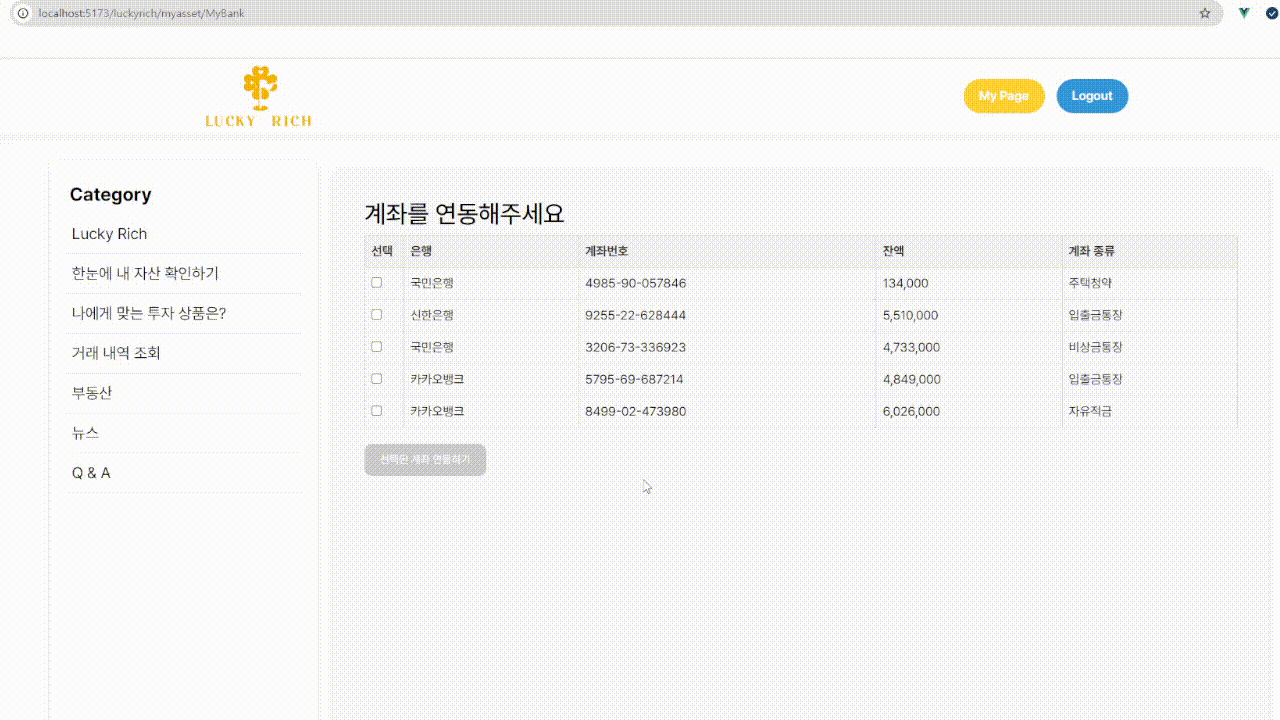 localhost:5173/luckyrich/myasset/MyBank
LUCKY RICH
My Page
Logout
Category
Lucky Rich
한눈에 내 자산 확인하기
나에게 맞는 투자 상품은?
거래 내역 조회
부동산
뉴스
Q & A
계좌를 연동해주세요
선택 은행 계좌번호 잔액 계좌 종류
국민은행 4985-90-057846 134,000 주택청약
신한은행 9255-22-628444 5,510,000 입출금통장
국민은행 3206-73-336923 4,733,000 비상금통장
카카오뱅크 5795-69-687214 4,849,000 입출금통장
카카오뱅크 8499-02-473980 6,026,000 자유적금
선택한 계좌 연동하기